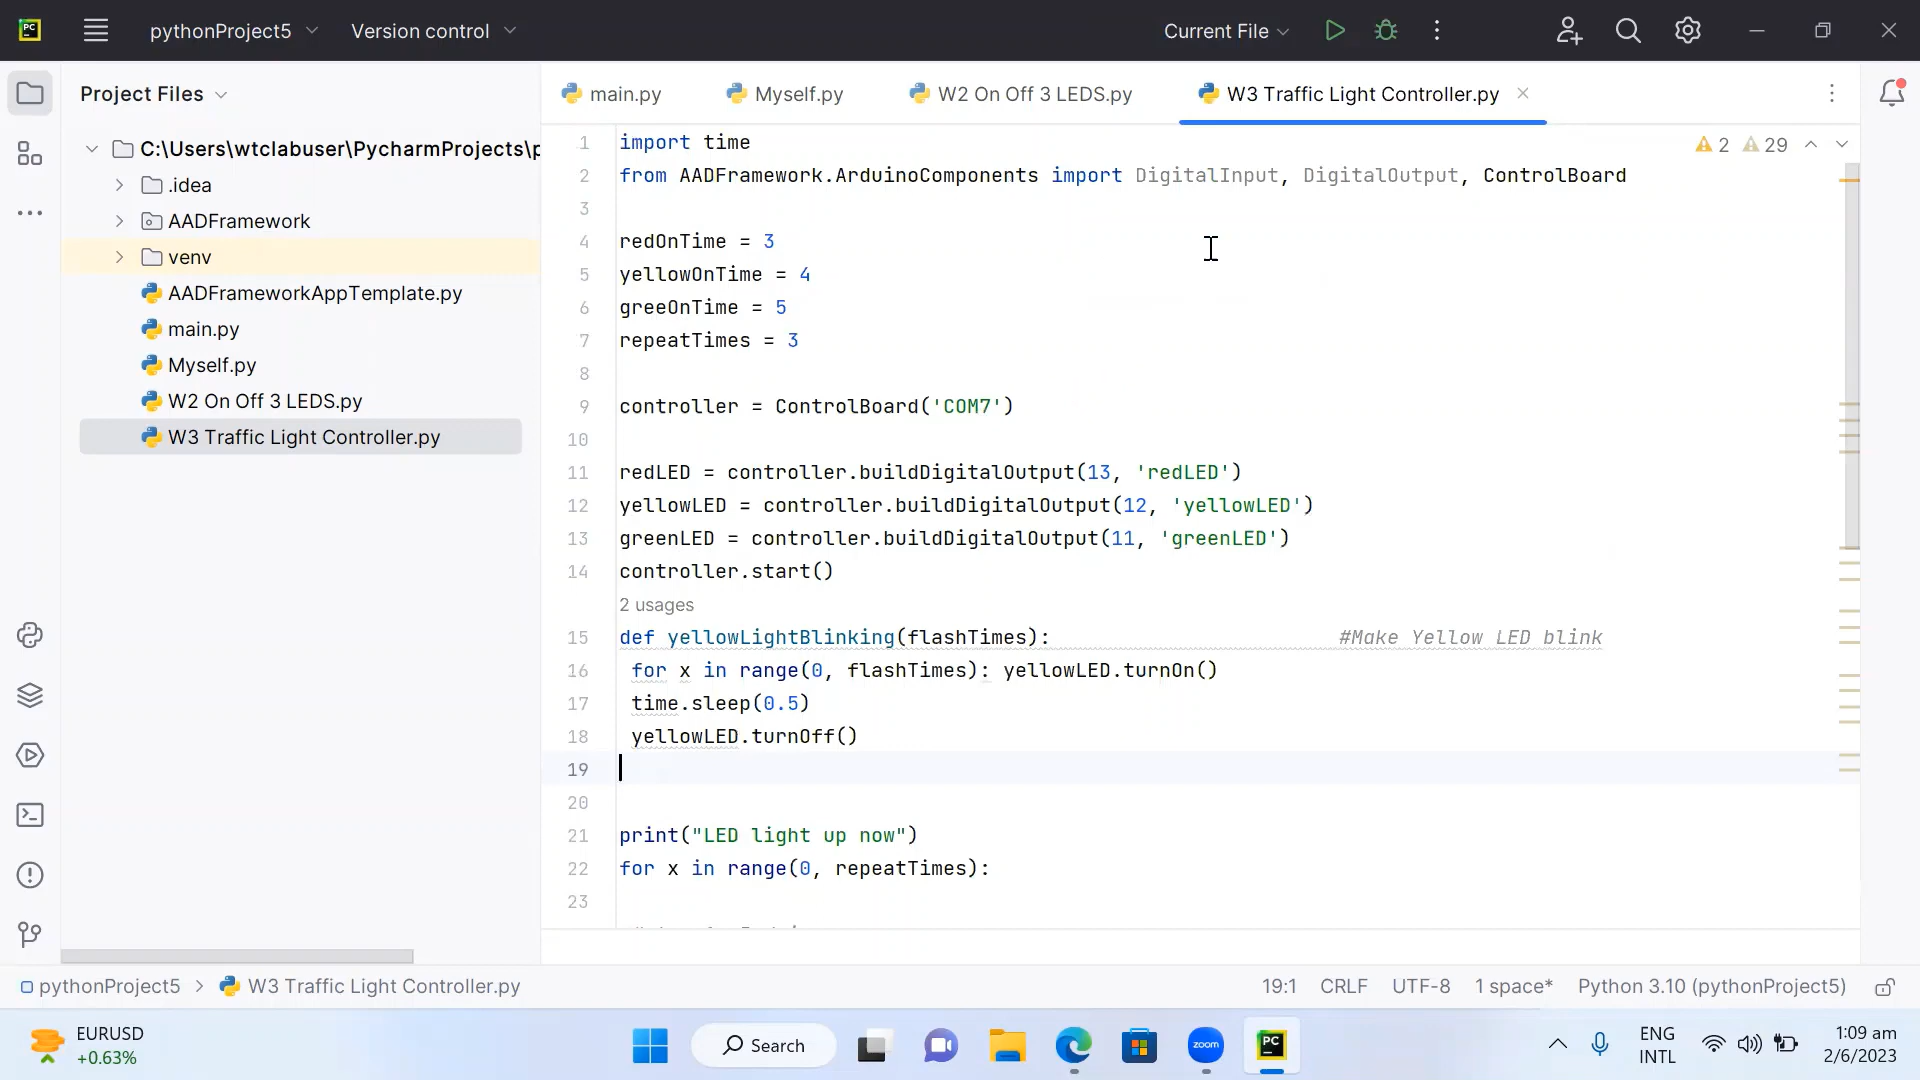 PC pythonProject5 Version control Current File
Project Files
main.py Myself.py W2 On Off 3 LEDS.py W3 Traffic Light Controller.py
C:\Users\wtclabuser\PycharmProjects\p
.idea
AADFramework
venv
AADFrameworkAppTemplate.py
main.py
Myself.py
W2 On Off 3 LEDS.py
W3 Traffic Light Controller.py
2 29
1 import time
2 from AADFramework.ArduinoComponents import DigitalInput, DigitalOutput, ControlBoard
3
4 redOnTime = 3
5 yellowOnTime = 4
6 greeOnTime = 5
7 repeatTimes = 3
8
9 controller = ControlBoard('COM7')
10
11 redLED = controller.buildDigitalOutput(13, 'redLED')
12 yellowLED = controller.buildDigitalOutput(12, 'yellowLED')
13 greenLED = controller.buildDigitalOutput(11, 'greenLED')
14 controller.start()
2 usages
15 def yellowLightBlinking(flashTimes): #Make Yellow LED blink
16 for x in range(0, flashTimes): yellowLED.turnOn()
17 time.sleep(0.5)
18 yellowLED.turnOff()
19
20
21 print("LED light up now")
22 for x in range(0, repeatTimes):
23
pythonProject5 > W3 Traffic Light Controller.py 19:1 CRLF UTF-8 1 space* Python 3.10 (pythonProject5)
EURUSD
+0.63%
Search
zoom
PC
ENG
INTL
1:09 am
2/6/2023